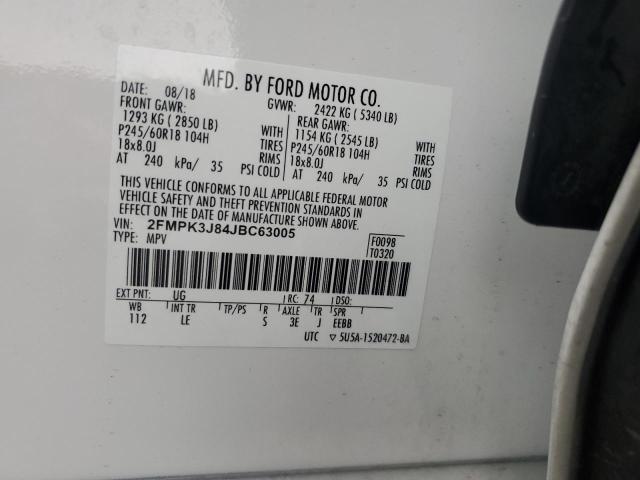 MFD. BY FORD MOTOR CO.
DATE: 08/18 GVWR: 2422 KG ( 5340 LB)
FRONT GAWR: REAR GAWR:
1293 KG ( 2850 LB) WITH 1154 KG ( 2545 LB) WITH
P245/60R18 104H TIRES P245/60R18 104H TIRES
18x8.0J RIMS 18x8.0J RIMS
AT 240 kPa/ 35 PSI COLD AT 240 kPa/ 35 PSI COLD
THIS VEHICLE CONFORMS TO ALL APPLICABLE FEDERAL MOTOR
VEHICLE SAFETY AND THEFT PREVENTION STANDARDS IN
EFFECT ON THE DATE OF MANUFACTURE SHOWN ABOVE.
VIN: 2FMPK3J84JBC63005 F0098
TYPE: MPV T0320
EXT PNT: UG RC: 74 DSO:
WB INT TR TP/PS R AXLE TR SPR
112 LE S 3E J EEBB
UTC ▽ 5U5A-1520472-BA